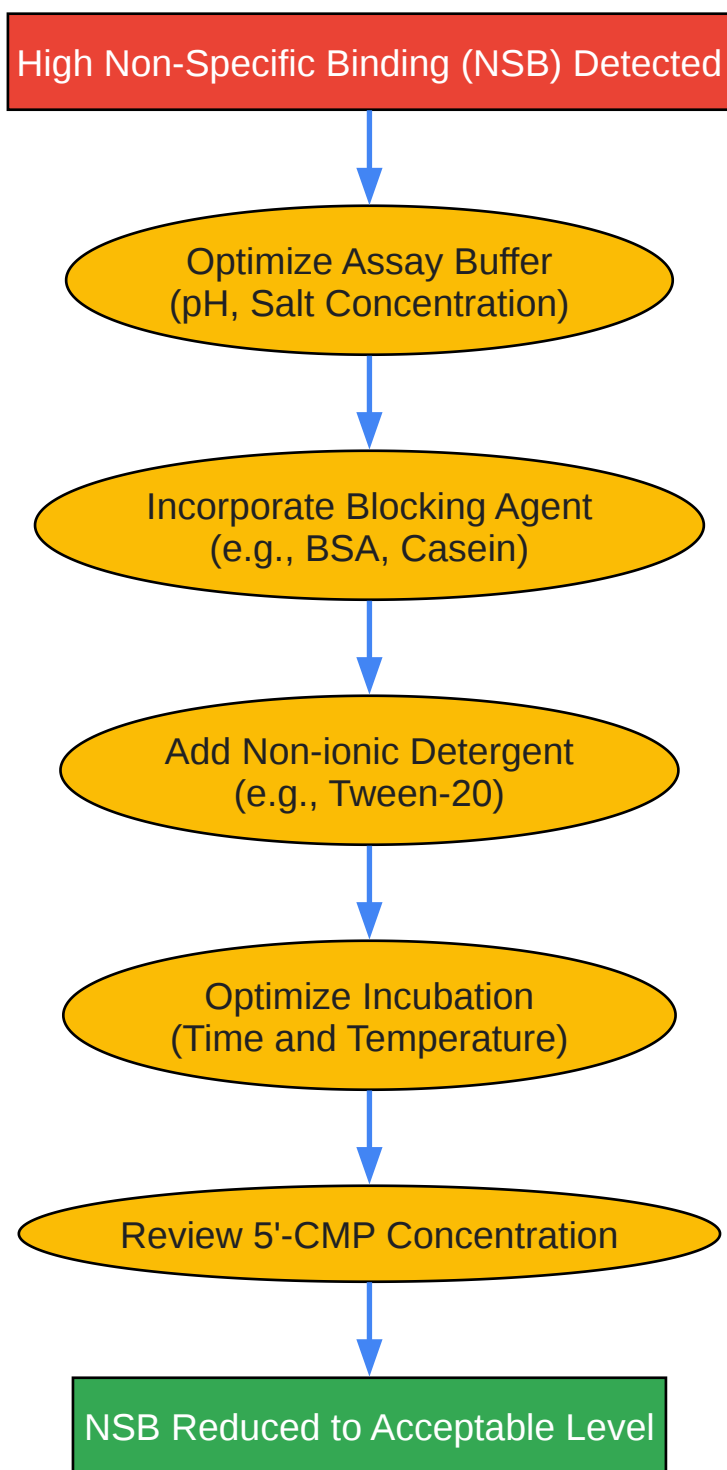 High Non-Specific Binding (NSB) Detected
Optimize Assay Buffer
(pH, Salt Concentration)
Incorporate Blocking Agent
(e.g., BSA, Casein)
Add Non-ionic Detergent
(e.g., Tween-20)
Optimize Incubation
(Time and Temperature)
Review 5'-CMP Concentration
NSB Reduced to Acceptable Level